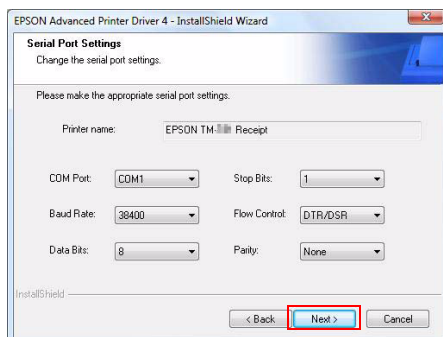 EPSON Advanced Printer Driver 4 - InstallShield Wizard
Serial Port Settings
Change the serial port settings.
Please make the appropriate serial port settings.
Printer name: EPSON TM- Receipt
COM Port: COM1 Stop Bits: 1
Baud Rate: 38400 Flow Control: DTR/DSR
Data Bits: 8 Parity: None
InstallShield
< Back Next > Cancel